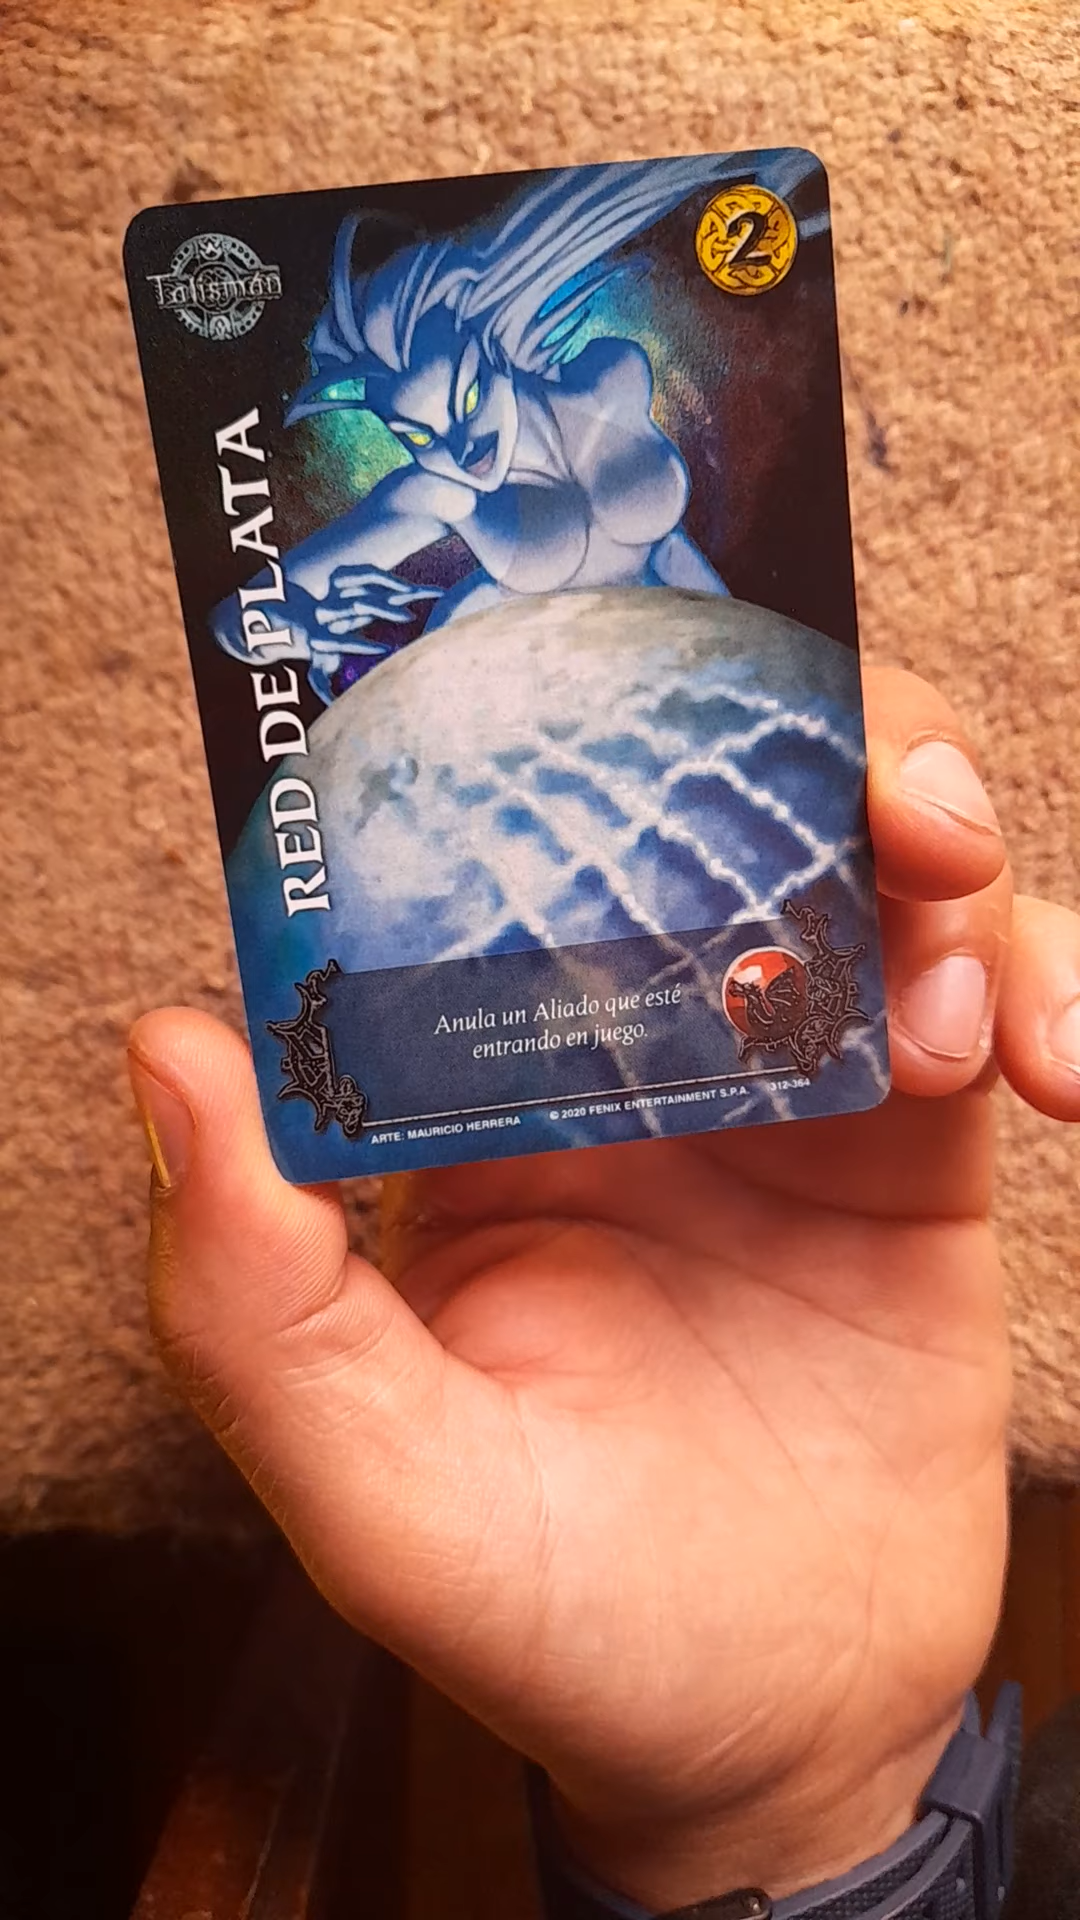 Talismán
2
RED DE PLATA
Anula un Aliado que esté
entrando en juego.
ARTE: MAURICIO HERRERA © 2020 FENIX ENTERTAINMENT S.P.A. 312-364